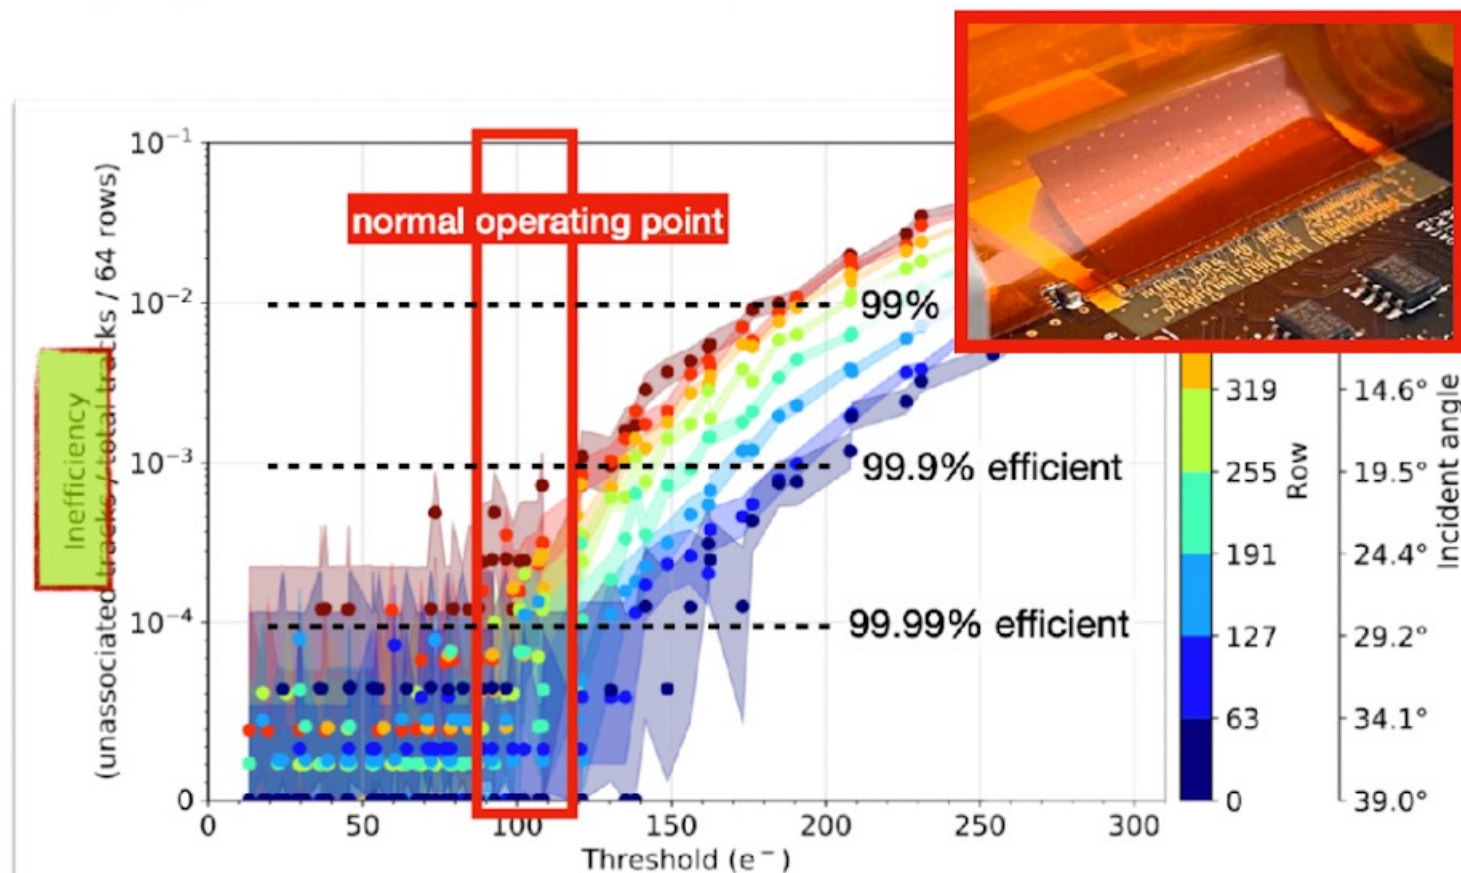 10⁻¹
normal operating point
10⁻²
99%
10⁻³
99.9% efficient
10⁻⁴
99.99% efficient
0
Inefficiency
(unassociated tracks / total tracks / 64 rows)
0 50 100 150 200 250 300
Threshold (e⁻)
319
255
191
127
63
0
Row
14.6°
19.5°
24.4°
29.2°
34.1°
39.0°
Incident angle